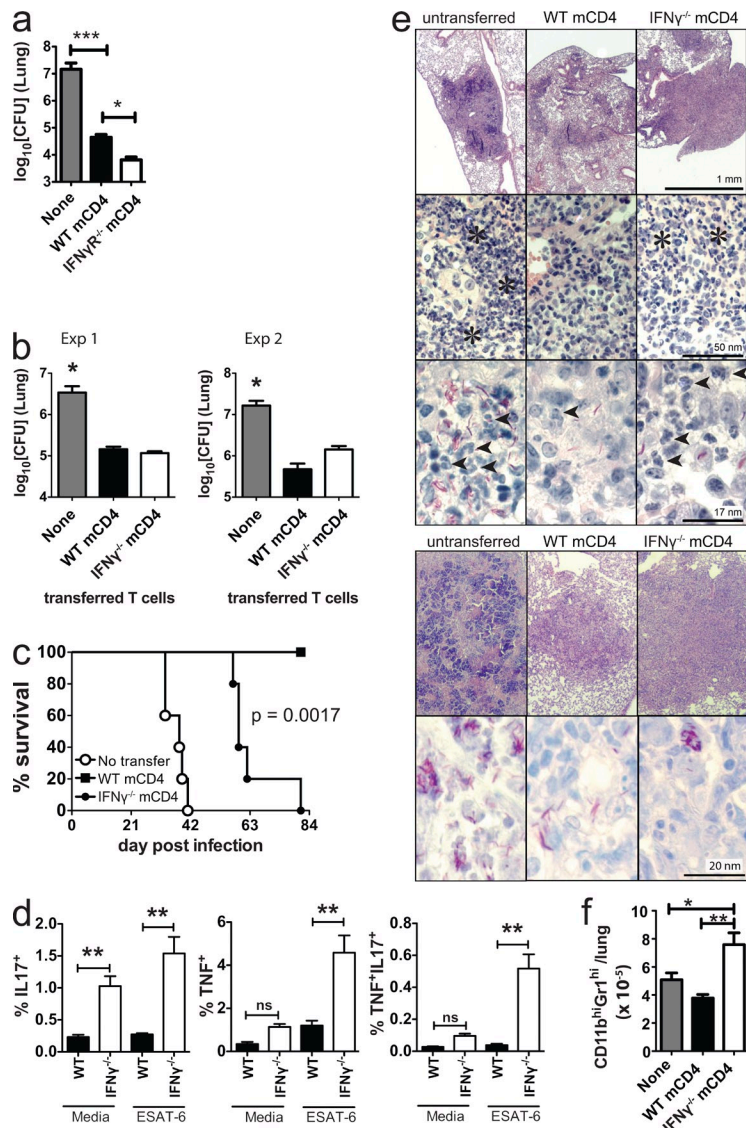 a
***
*
log10[CFU] (Lung)
8
7
6
5
4
3
None
WT mCD4
IFNγR-/- mCD4
b
Exp 1
*
log10[CFU] (Lung)
7
6
5
4
None
WT mCD4
IFNγ-/- mCD4
transferred T cells
Exp 2
*
log10[CFU] (Lung)
8
7
6
5
None
WT mCD4
IFNγ-/- mCD4
transferred T cells
c
% survival
100
80
60
40
20
0
p = 0.0017
No transfer
WT mCD4
IFNγ-/- mCD4
0 21 42 63 84
day post infection
d
% IL17+
2.0
1.5
1.0
0.5
0.0
**
**
WT
IFNγ-/-
WT
IFNγ-/-
Media
ESAT-6
% TNF+
6
4
2
0
ns
**
WT
IFNγ-/-
WT
IFNγ-/-
Media
ESAT-6
% TNF+IL17+
0.8
0.6
0.4
0.2
0.0
ns
**
WT
IFNγ-/-
WT
IFNγ-/-
Media
ESAT-6
e
untransferred WT mCD4 IFNγ-/- mCD4
1 mm
* * * * *
50 nm
17 nm
untransferred WT mCD4 IFNγ-/- mCD4
20 nm
f
*
**
CD11bhiGr1hi /lung
(x 10-5)
10
8
6
4
2
0
None
WT mCD4
IFNγ-/- mCD4